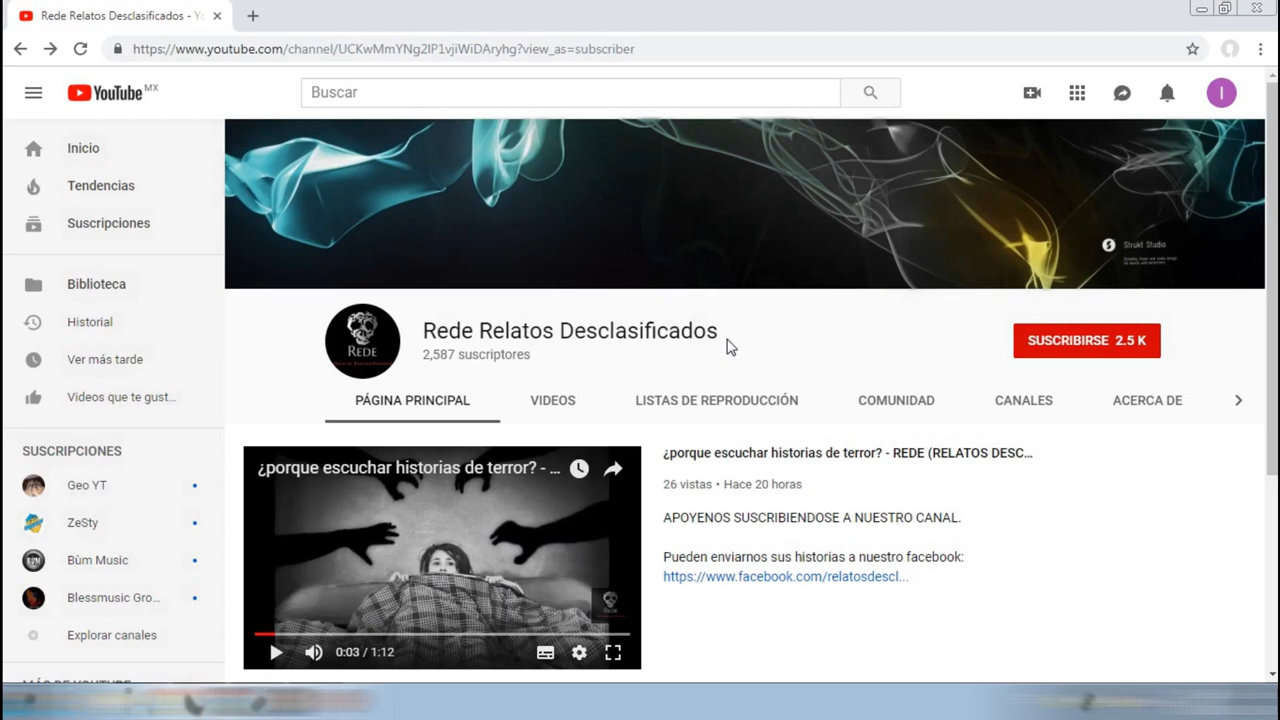 Rede Relatos Desclasificados - Yo
https://www.youtube.com/channel/UCKwMmYNg2IP1vjiWiDAryhg?view_as=subscriber
YouTube MX
Buscar
I
Inicio
Tendencias
Suscripciones
Biblioteca
Historial
Ver más tarde
Videos que te gust...
SUSCRIPCIONES
Geo YT
ZeSty
Bùm Music
Blessmusic Gro...
Explorar canales
MÁS DE YOUTUBE
Strukt Studio
REDE
Rede Relatos Desclasificados
2,587 suscriptores
SUSCRIBIRSE 2.5 K
PÁGINA PRINCIPAL
VIDEOS
LISTAS DE REPRODUCCIÓN
COMUNIDAD
CANALES
ACERCA DE
¿porque escuchar historias de terror? - ...
0:03 / 1:12
¿porque escuchar historias de terror? - REDE (RELATOS DESC...
26 vistas • Hace 20 horas
APOYENOS SUSCRIBIENDOSE A NUESTRO CANAL.
Pueden enviarnos sus historias a nuestro facebook:
https://www.facebook.com/relatosdescl...